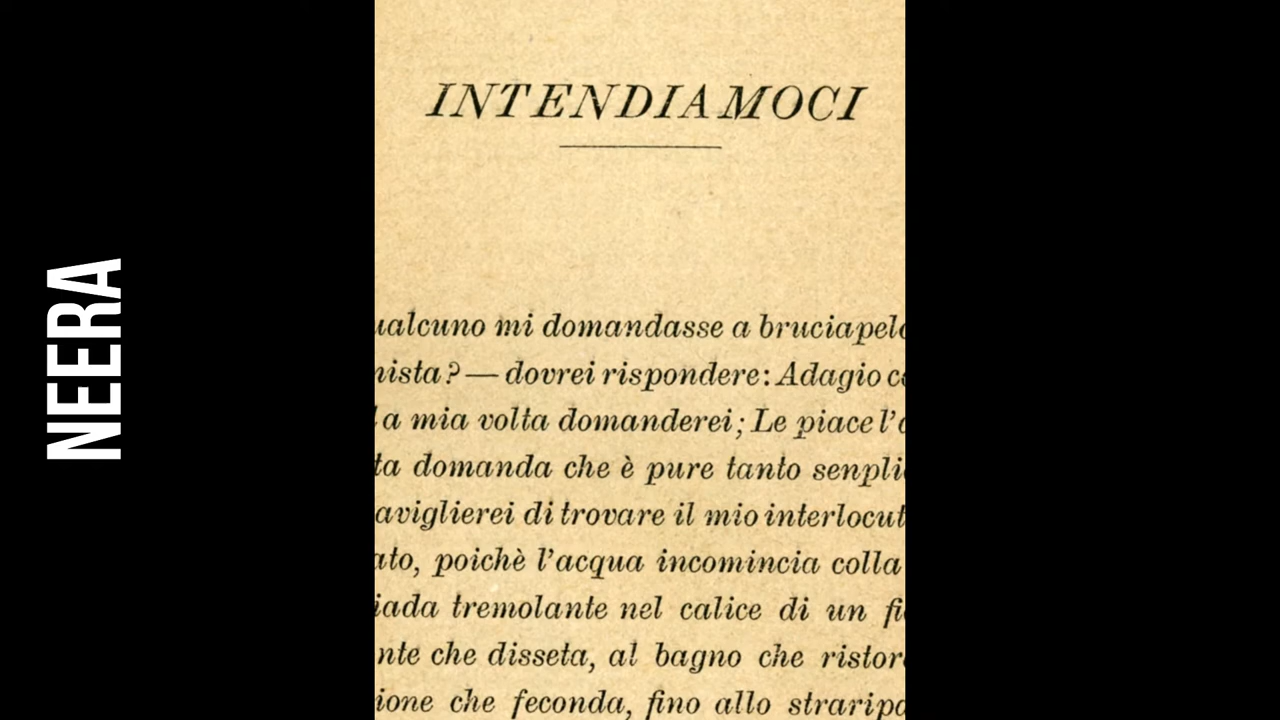 NEERA
INTENDIAMOCI
ualcuno mi domandasse a bruciapelo
nista? — dovrei rispondere: Adagio
a mia volta domanderei; Le piace l'
ta domanda che è pure tanto senpli
aviglierei di trovare il mio interlocut
ato, poichè l'acqua incomincia colla
iada tremolante nel calice di un fi
nte che disseta, al bagno che ristor
ione che feconda, fino allo straripa